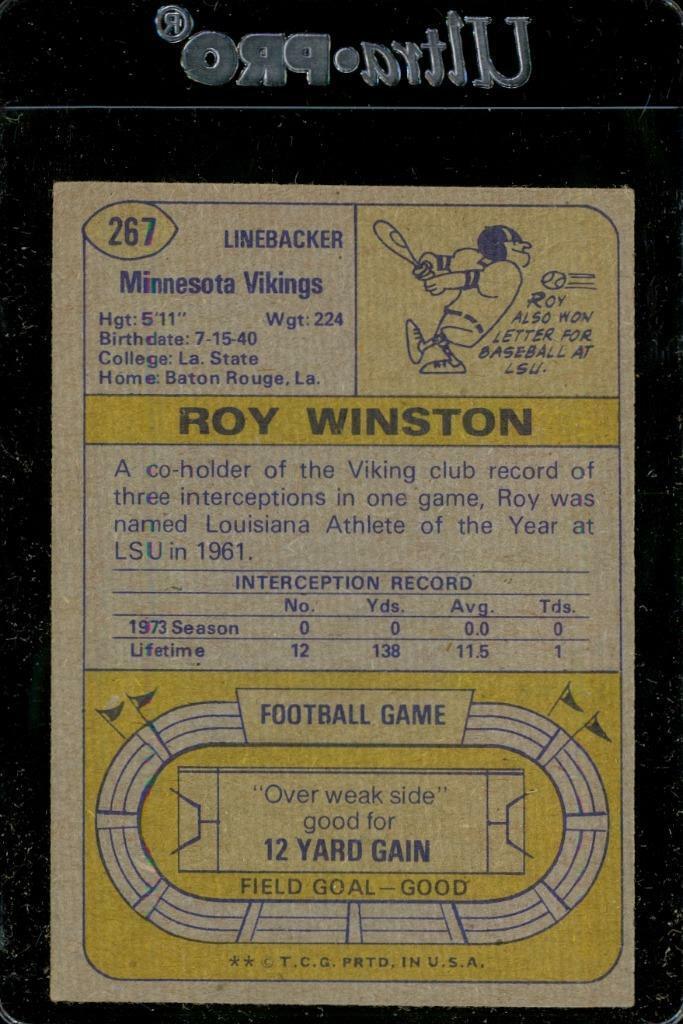 Ultra•PRO®
267
LINEBACKER
Minnesota Vikings
Hgt: 5'11" Wgt: 224
Birthdate: 7-15-40
College: La. State
Home: Baton Rouge, La.
ROY
ALSO WON
LETTER FOR
BASEBALL AT
LSU.
ROY WINSTON
A co-holder of the Viking club record of
three interceptions in one game, Roy was
named Louisiana Athlete of the Year at
LSU in 1961.
INTERCEPTION RECORD
No. Yds. Avg. Tds.
1973 Season 0 0 0.0 0
Lifetime 12 138 11.5 1
FOOTBALL GAME
"Over weak side"
good for
12 YARD GAIN
FIELD GOAL—GOOD
** © T.C.G. PRTD. IN U.S.A.